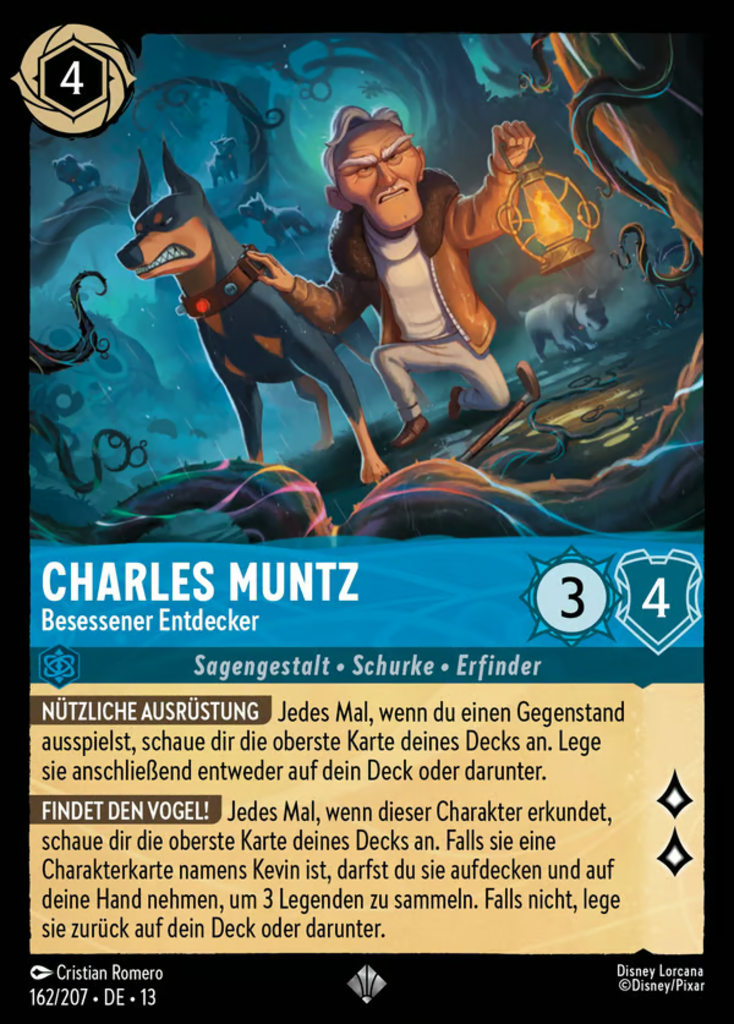 4
CHARLES MUNTZ
Besessener Entdecker
3
4
Sagengestalt • Schurke • Erfinder
NÜTZLICHE AUSRÜSTUNG Jedes Mal, wenn du einen Gegenstand
ausspielst, schaue dir die oberste Karte deines Decks an. Lege
sie anschließend entweder auf dein Deck oder darunter.
FINDET DEN VOGEL! Jedes Mal, wenn dieser Charakter erkundet,
schaue dir die oberste Karte deines Decks an. Falls sie eine
Charakterkarte namens Kevin ist, darfst du sie aufdecken und auf
deine Hand nehmen, um 3 Legenden zu sammeln. Falls nicht, lege
sie zurück auf dein Deck oder darunter.
Cristian Romero
162/207 • DE • 13
Disney Lorcana
©Disney/Pixar